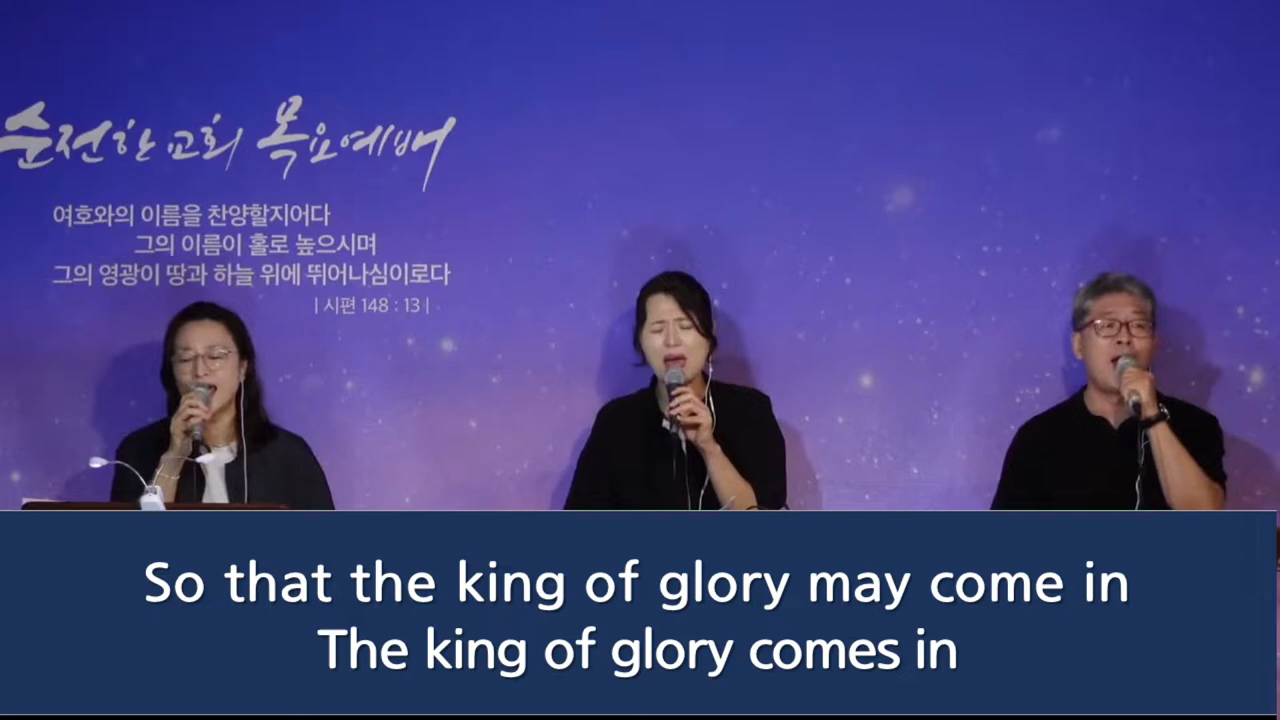 순전한 교회 목요예배
여호와의 이름을 찬양할지어다
그의 이름이 홀로 높으시며
그의 영광이 땅과 하늘 위에 뛰어나심이로다
| 시편 148 : 13 |
So that the king of glory may come in
The king of glory comes in